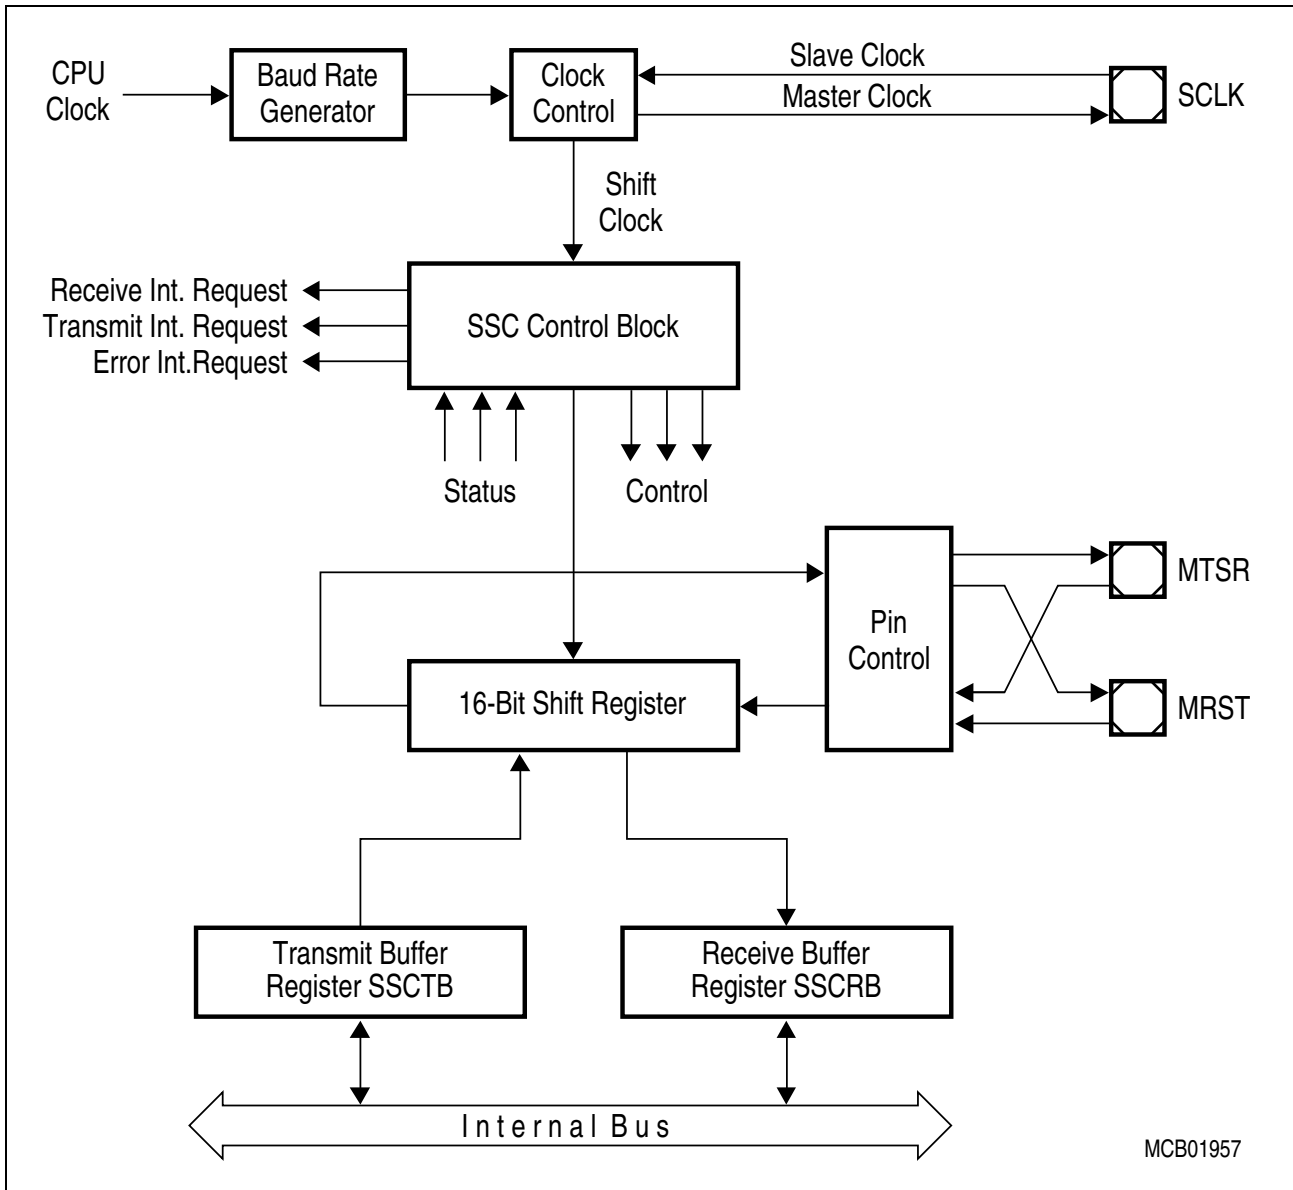 CPU
Clock
Baud Rate
Generator
Clock
Control
Slave Clock
Master Clock
SCLK
Shift
Clock
Receive Int. Request
Transmit Int. Request
Error Int.Request
SSC Control Block
Status
Control
Pin
Control
MTSR
MRST
16-Bit Shift Register
Transmit Buffer
Register SSCTB
Receive Buffer
Register SSCRB
Internal Bus
MCB01957